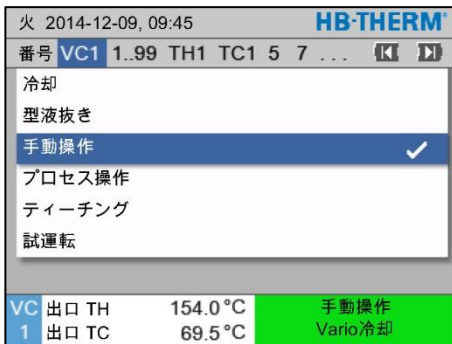 火 2014-12-09, 09:45 HB-THERM®
番号 VC1 1..99 TH1 TC1 5 7 ...
冷却
型液抜き
手動操作
プロセス操作
ティーチング
試運転
VC 出口 TH 154.0 °C 手動操作
1 出口 TC 69.5 °C Vario冷却